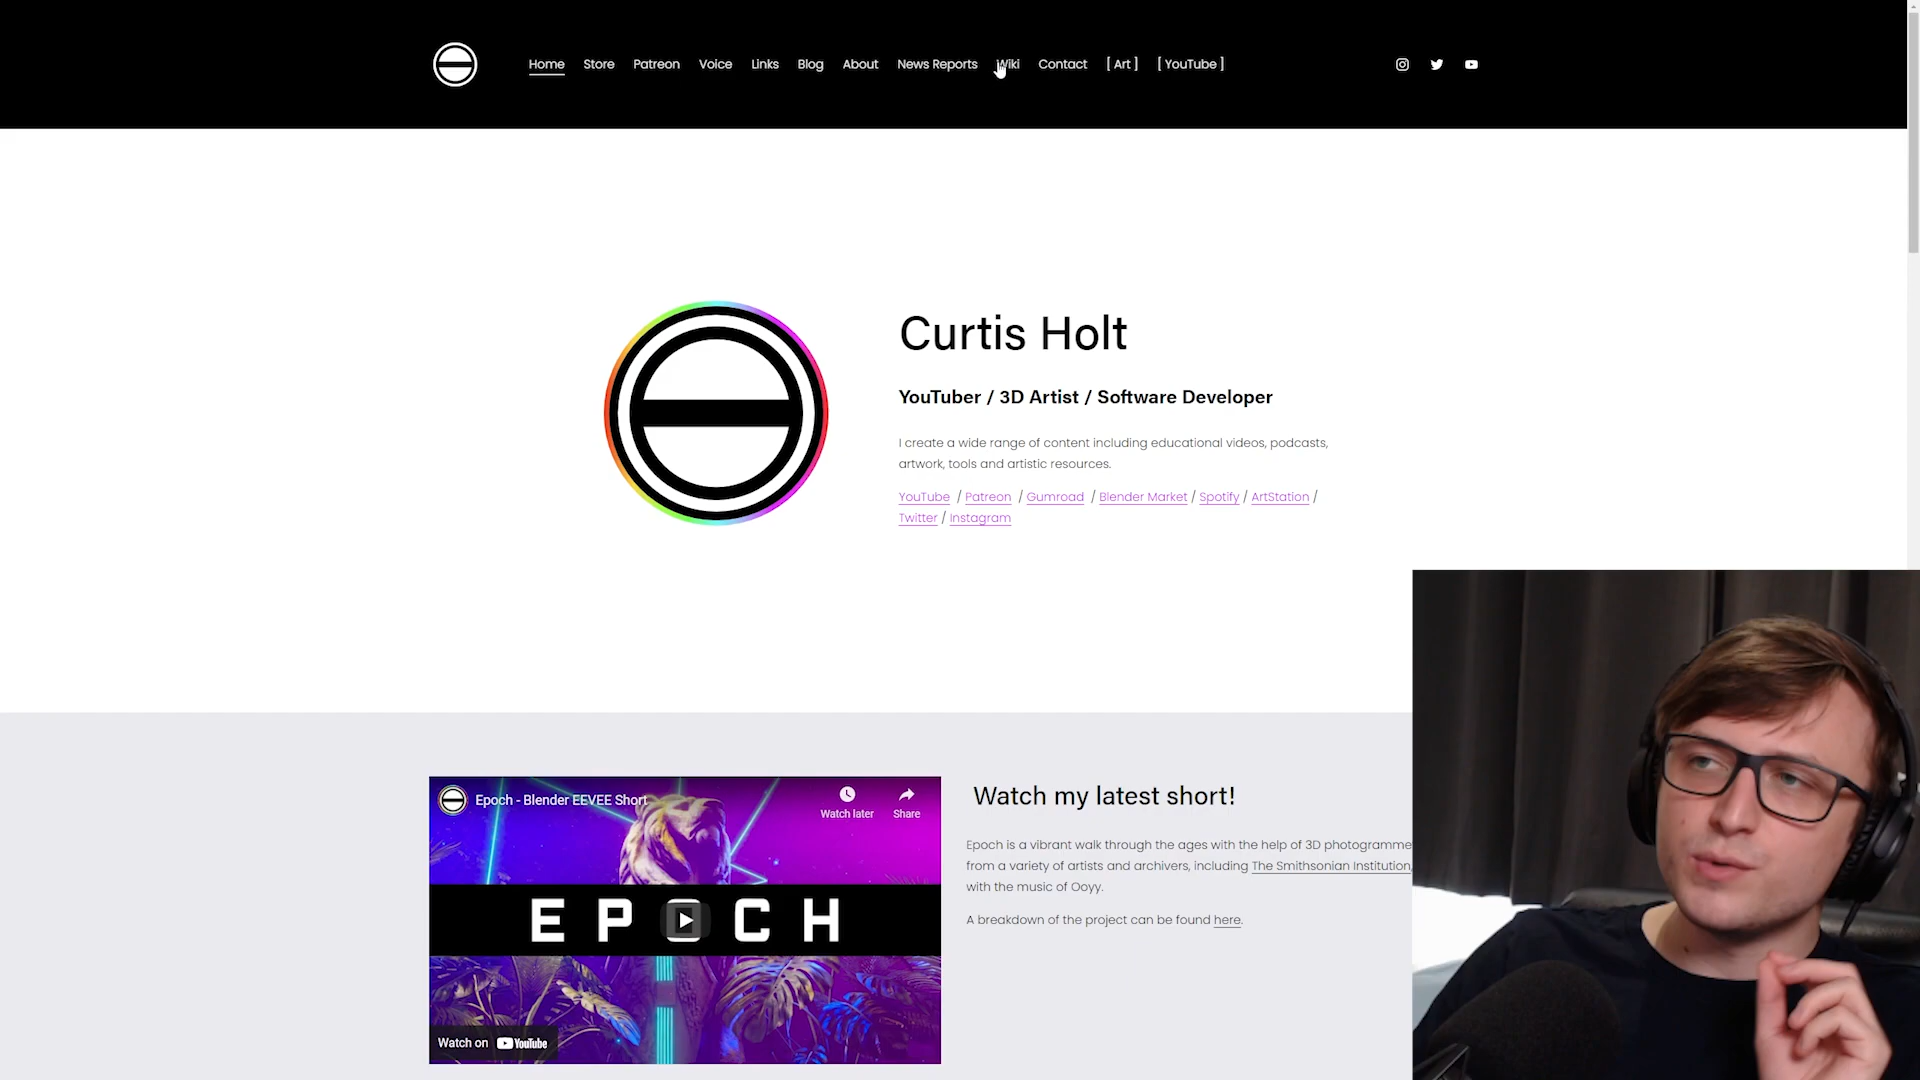 Home Store Patreon Voice Links Blog About News Reports Wiki Contact [ Art ] [ YouTube ]
Curtis Holt
YouTuber / 3D Artist / Software Developer
I create a wide range of content including educational videos, podcasts,
artwork, tools and artistic resources.
YouTube / Patreon / Gumroad / Blender Market / Spotify / ArtStation /
Twitter / Instagram
Epoch - Blender EEVEE Short
Watch later
Share
EPOCH
Watch on YouTube
Watch my latest short!
Epoch is a vibrant walk through the ages with the help of 3D photogramme
from a variety of artists and archivers, including The Smithsonian Institution,
with the music of Ooyy.
A breakdown of the project can be found here.